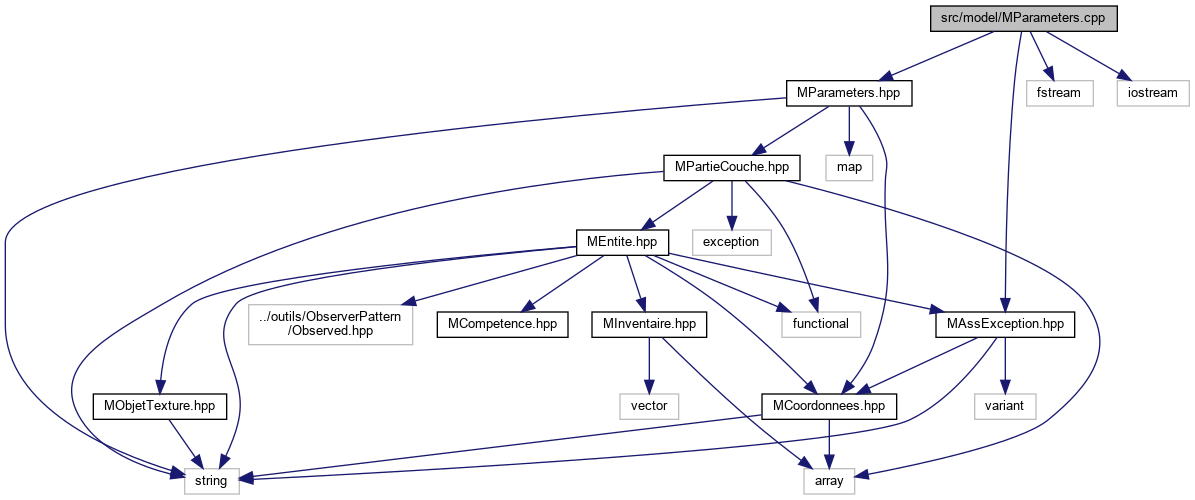 src/model/MParameters.cpp
MParameters.hpp
fstream
iostream
MPartieCouche.hpp
map
MEntite.hpp
exception
../outils/ObserverPattern
/Observed.hpp
MCompetence.hpp
MInventaire.hpp
functional
MAssException.hpp
MObjetTexture.hpp
vector
MCoordonnees.hpp
variant
string
array